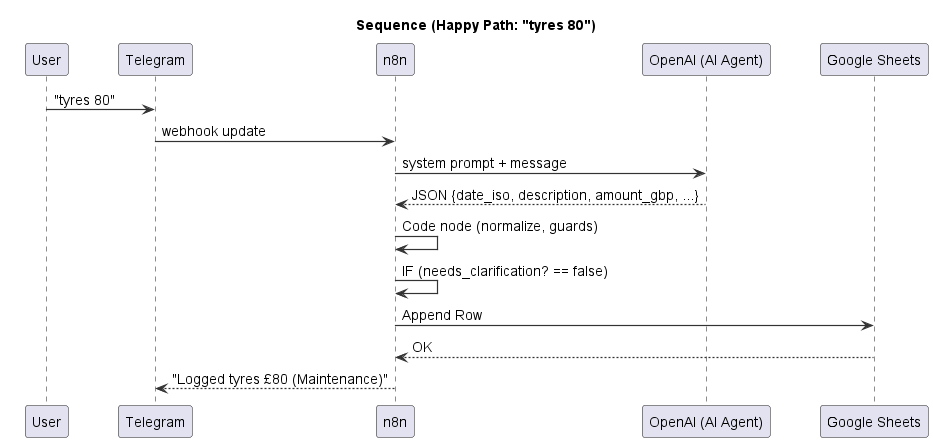 Sequence (Happy Path: "tyres 80")
User
Telegram
n8n
OpenAI (AI Agent)
Google Sheets
"tyres 80"
webhook update
system prompt + message
JSON {date_iso, description, amount_gbp, ...}
Code node (normalize, guards)
IF (needs_clarification? == false)
Append Row
OK
"Logged tyres £80 (Maintenance)"
User
Telegram
n8n
OpenAI (AI Agent)
Google Sheets